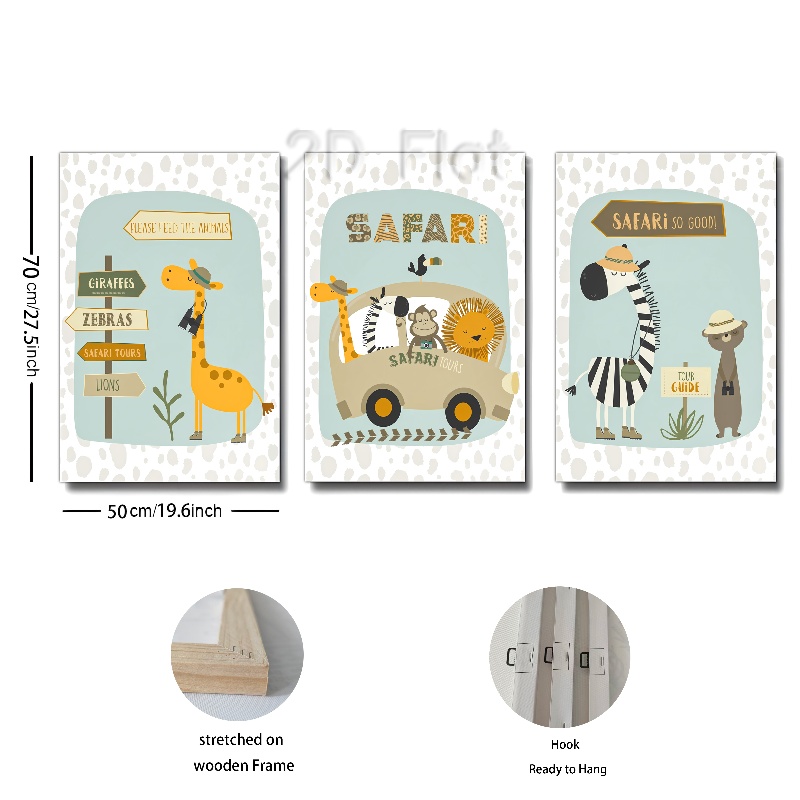 2D Flat
PLEASE FEED THE ANIMALS
GIRAFFES
ZEBRAS
SAFARI TOURS
LIONS
SAFARI
SAFARI TOURS
SAFARI SO GOOD!
TOUR
GUIDE
70 cm/27.5inch
50cm/19.6inch
stretched on
wooden Frame
Hook
Ready to Hang